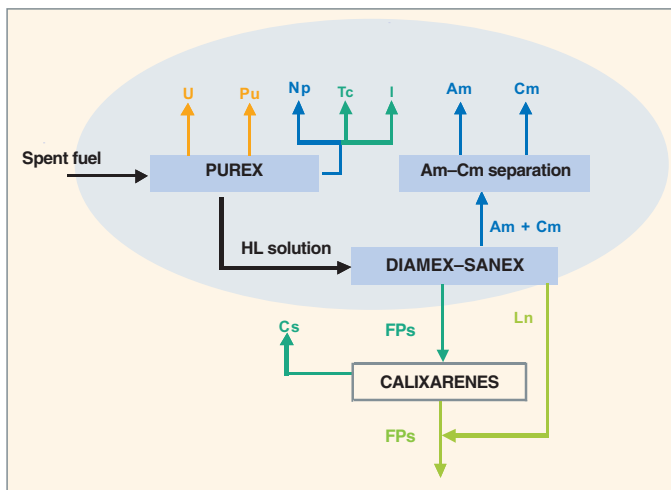 U
Pu
Np
Tc
I
Am
Cm
Spent fuel
PUREX
Am–Cm separation
Am + Cm
HL solution
DIAMEX–SANEX
Cs
FPs
Ln
CALIXARENES
FPs